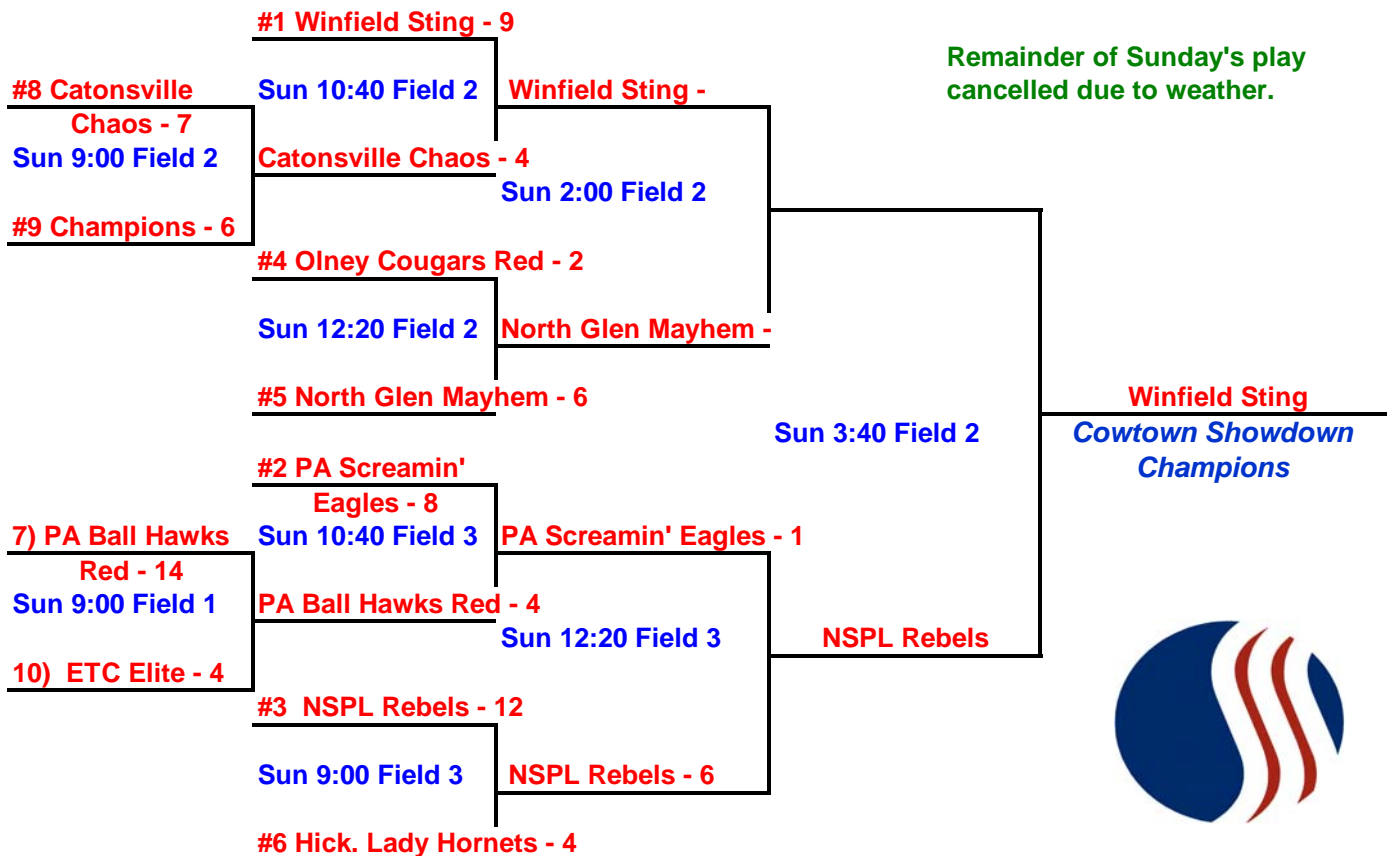 #1 Winfield Sting - 9
Remainder of Sunday's play
cancelled due to weather.
#8 Catonsville
Chaos - 7
Sun 10:40 Field 2
Winfield Sting -
Sun 9:00 Field 2
Catonsville Chaos - 4
Sun 2:00 Field 2
#9 Champions - 6
#4 Olney Cougars Red - 2
Sun 12:20 Field 2
North Glen Mayhem -
#5 North Glen Mayhem - 6
Winfield Sting
Sun 3:40 Field 2
Cowtown Showdown
Champions
#2 PA Screamin'
Eagles - 8
7) PA Ball Hawks
Red - 14
Sun 10:40 Field 3
PA Screamin' Eagles - 1
Sun 9:00 Field 1
PA Ball Hawks Red - 4
Sun 12:20 Field 3
NSPL Rebels
10) ETC Elite - 4
#3 NSPL Rebels - 12
Sun 9:00 Field 3
NSPL Rebels - 6
#6 Hick. Lady Hornets - 4